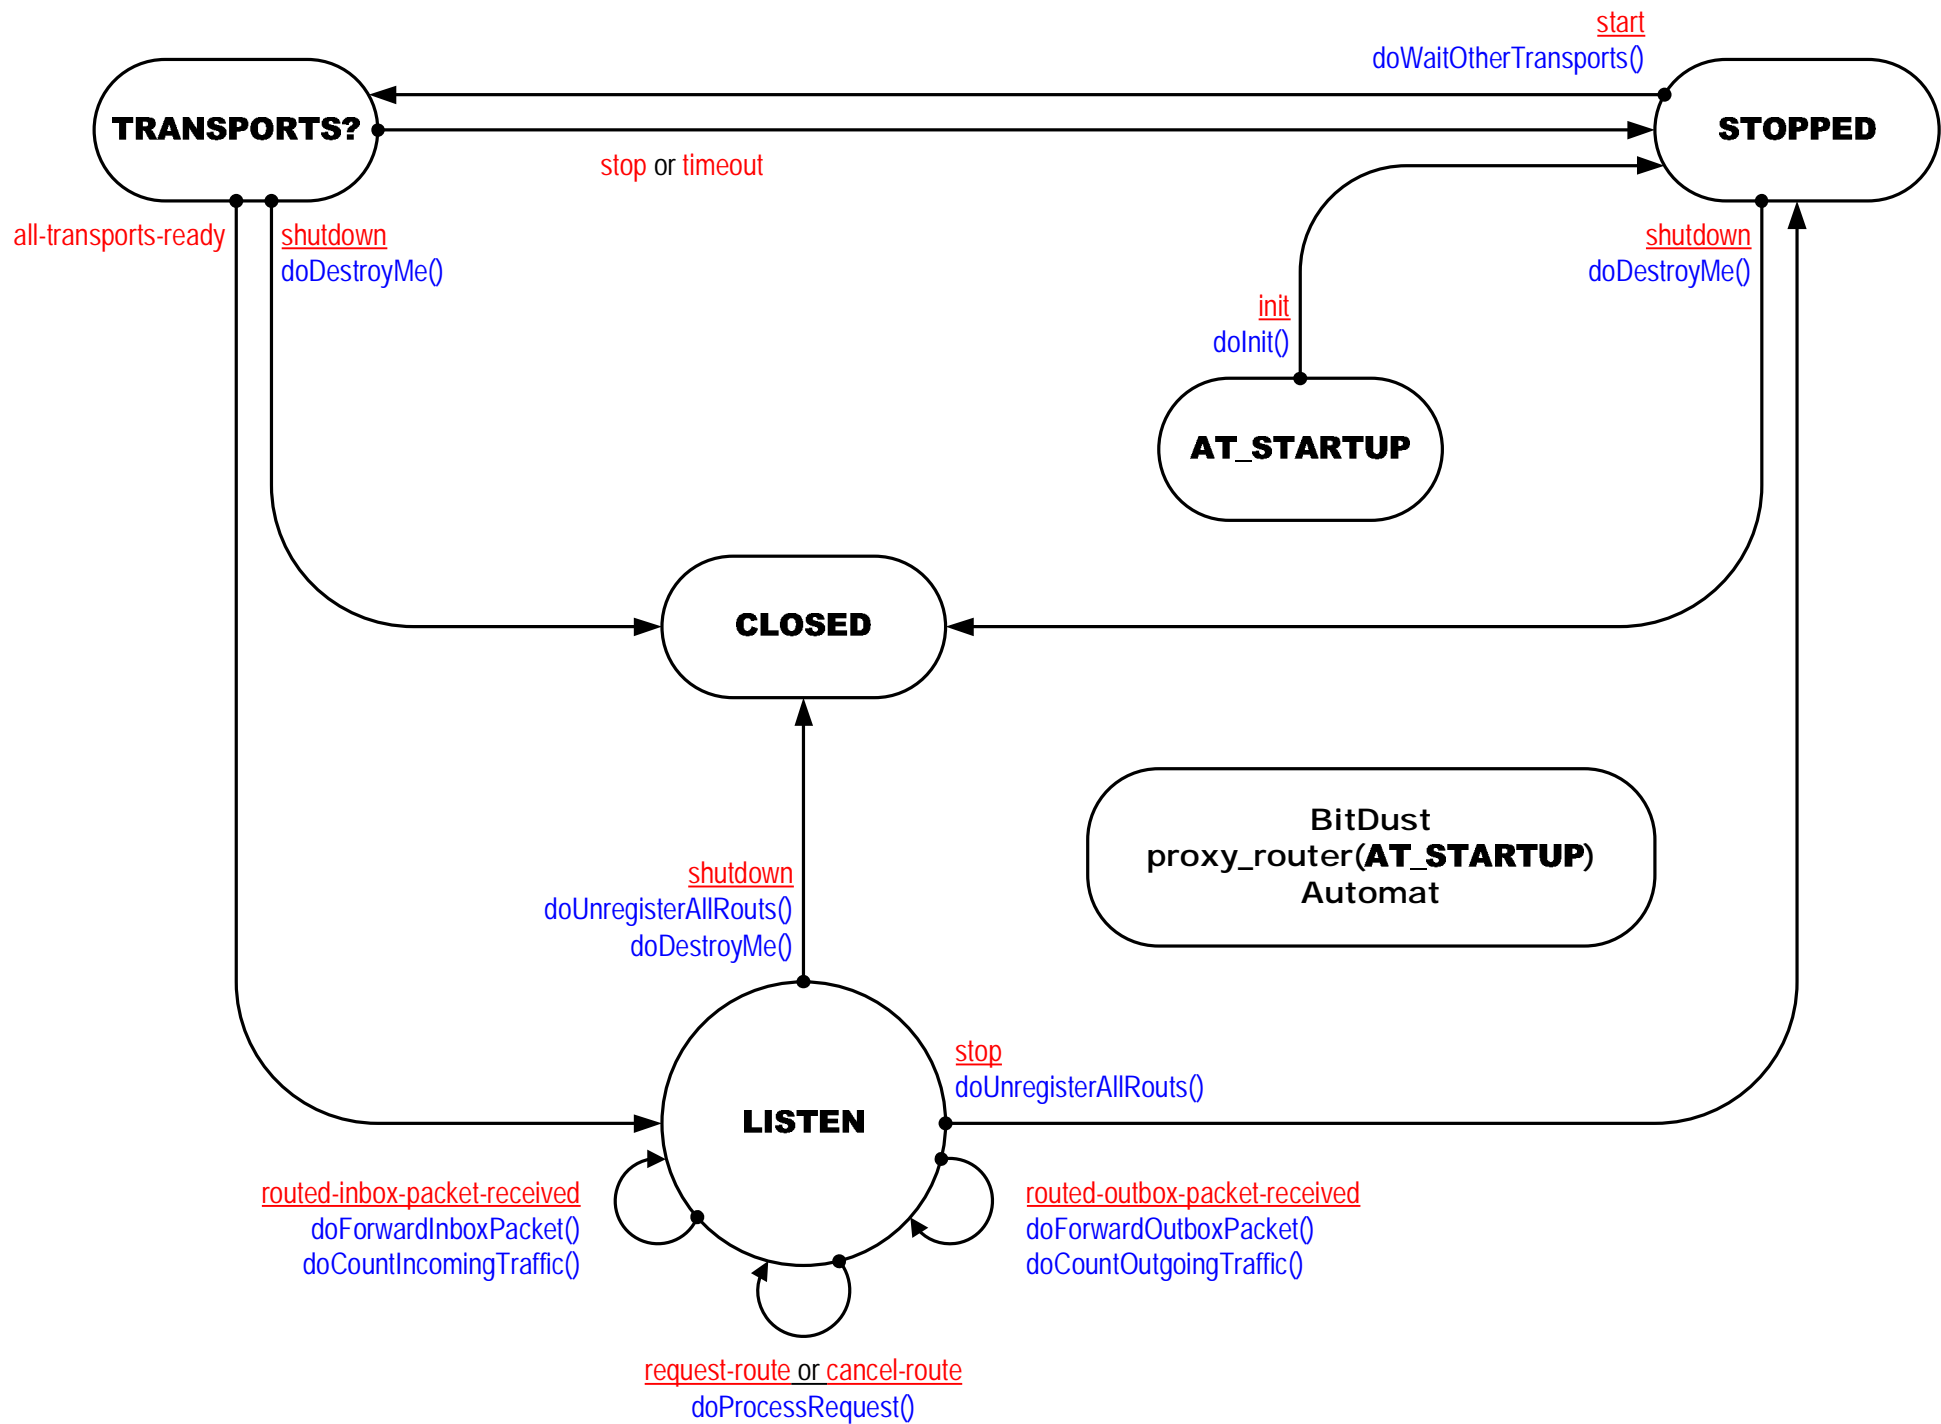 start
doWaitOtherTransports()
TRANSPORTS?
STOPPED
stop or timeout
all-transports-ready
shutdown
doDestroyMe()
shutdown
doDestroyMe()
init
doInit()
AT_STARTUP
CLOSED
BitDust
proxy_router(AT_STARTUP)
Automat
shutdown
doUnregisterAllRouts()
doDestroyMe()
stop
doUnregisterAllRouts()
LISTEN
routed-inbox-packet-received
doForwardInboxPacket()
doCountIncomingTraffic()
routed-outbox-packet-received
doForwardOutboxPacket()
doCountOutgoingTraffic()
request-route or cancel-route
doProcessRequest()